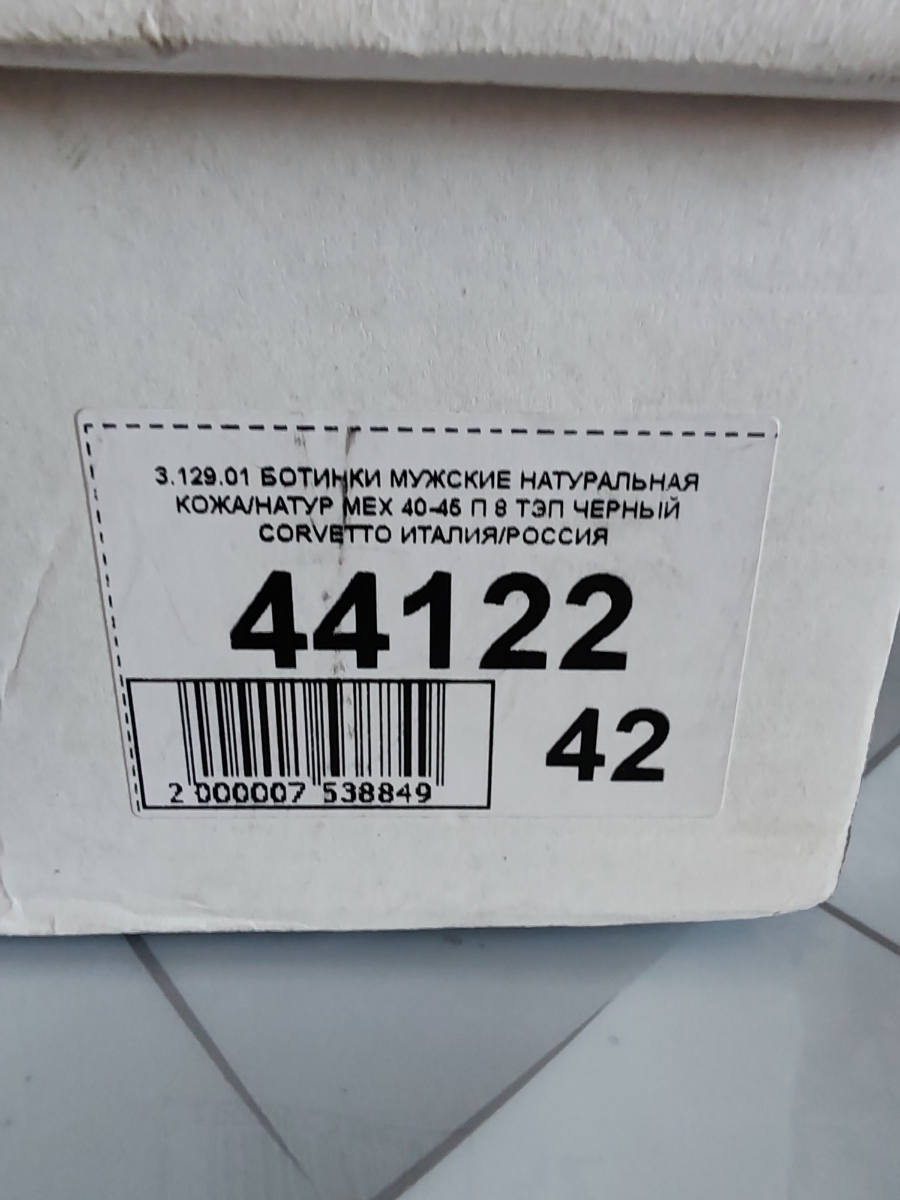 3.129.01 БОТИНКИ МУЖСКИЕ НАТУРАЛЬНАЯ
КОЖА/НАТУР МЕХ 40-45 П 8 ТЭП ЧЕРНЫЙ
CORVETTO ИТАЛИЯ/РОССИЯ
44122
42
2 000007 538849